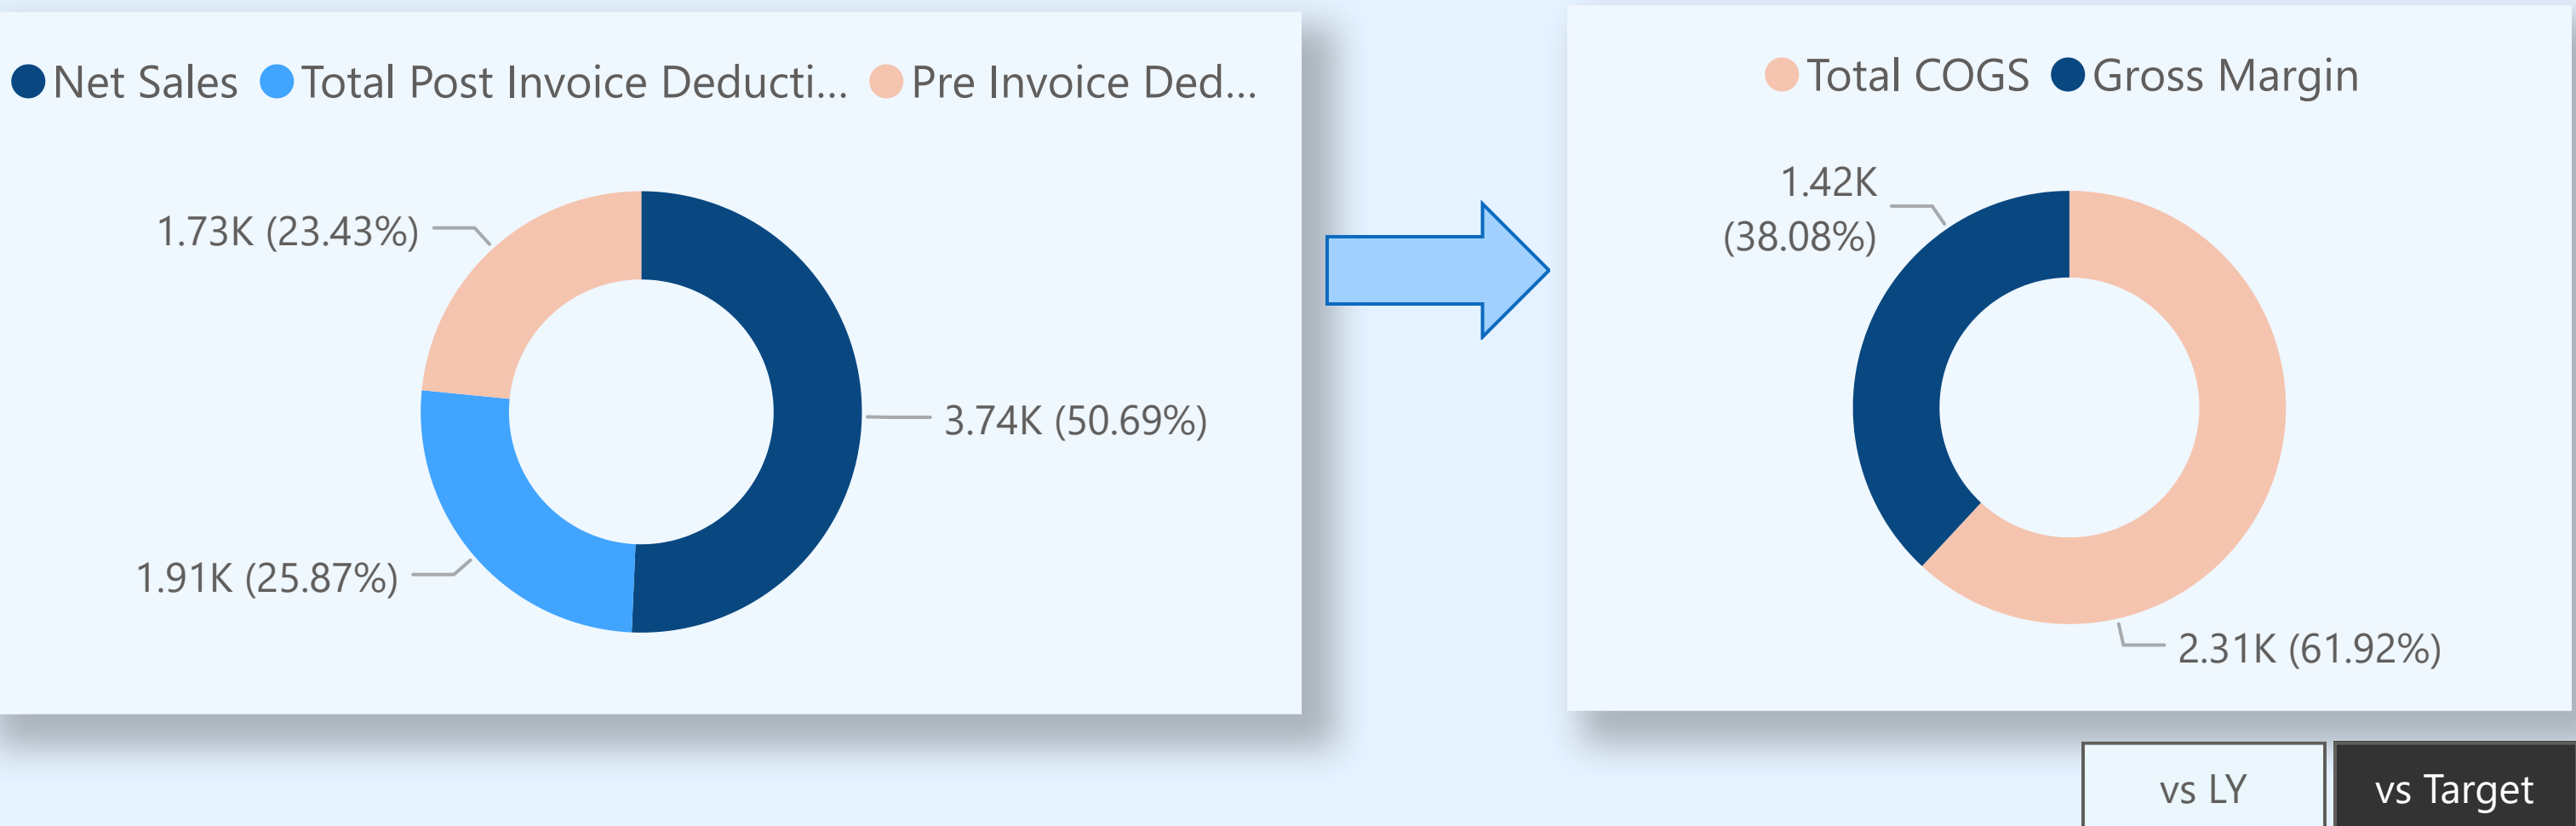 Net Sales Total Post Invoice Deducti... Pre Invoice Ded...
1.73K (23.43%)
3.74K (50.69%)
1.91K (25.87%)
Total COGS Gross Margin
1.42K
(38.08%)
2.31K (61.92%)
vs LY
vs Target